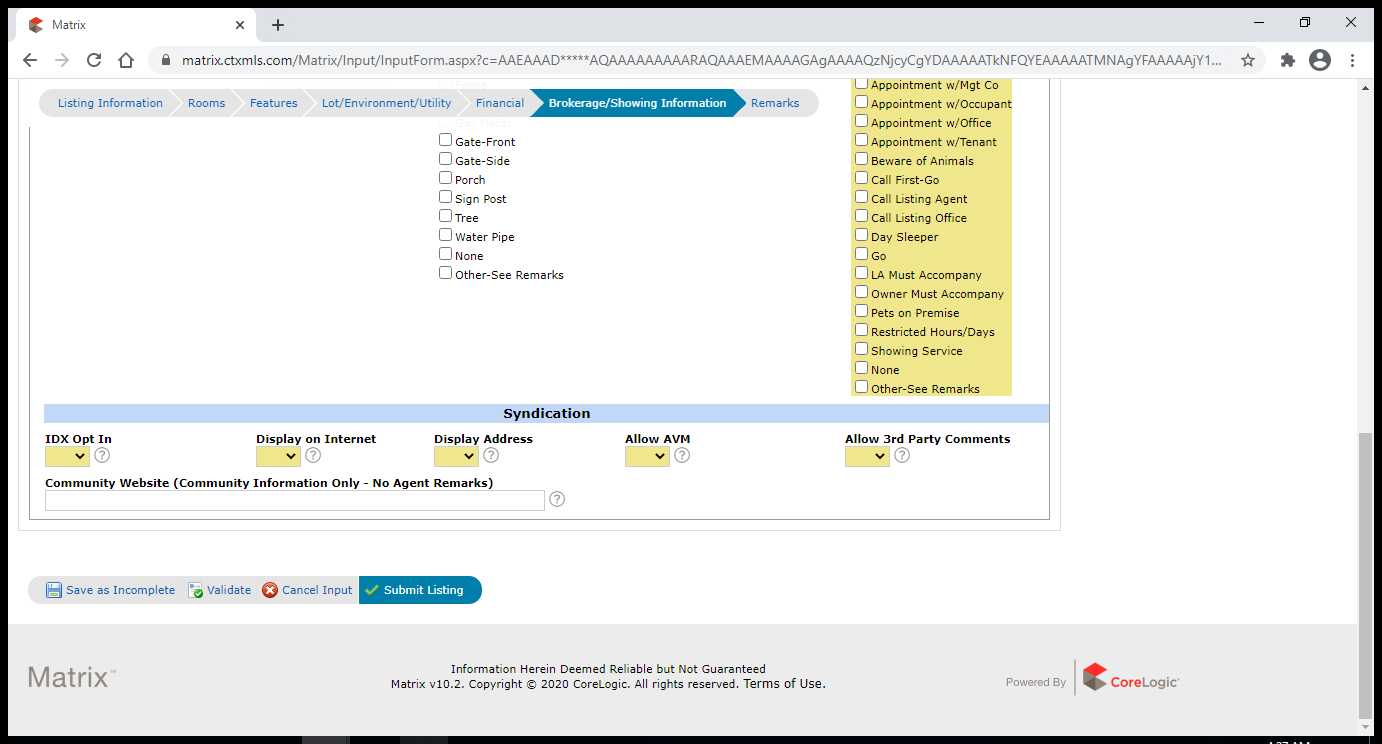 Matrix
matrix.ctxmls.com/Matrix/Input/InputForm.aspx?c=AAEAAAD*****AQAAAAAAAAARAQAAAEMAAAAGAgAAAAQzNjcyCgYDAAAAATkNFQYEAAAAATMNAgYFAAAAAjY1...
Listing Information
Rooms
Features
Lot/Environment/Utility
Financial
Brokerage/Showing Information
Remarks
Gas Meter
Gate-Front
Gate-Side
Porch
Sign Post
Tree
Water Pipe
None
Other-See Remarks
Appointment w/Mgt Co
Appointment w/Occupant
Appointment w/Office
Appointment w/Tenant
Beware of Animals
Call First-Go
Call Listing Agent
Call Listing Office
Day Sleeper
Go
LA Must Accompany
Owner Must Accompany
Pets on Premise
Restricted Hours/Days
Showing Service
None
Other-See Remarks
Syndication
IDX Opt In
Display on Internet
Display Address
Allow AVM
Allow 3rd Party Comments
Community Website (Community Information Only - No Agent Remarks)
Save as Incomplete
Validate
Cancel Input
Submit Listing
Matrix™
Information Herein Deemed Reliable but Not Guaranteed
Matrix v10.2. Copyright © 2020 CoreLogic. All rights reserved. Terms of Use.
Powered By
CoreLogic